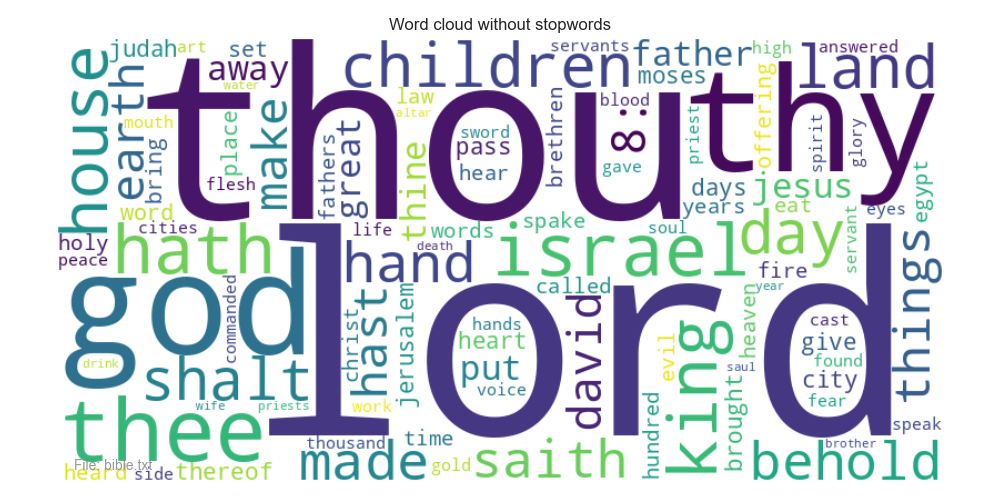 Word cloud without stopwords
judah
art
set
children
servants
father
high
answered
away
moses
land
house
earth
water
thou
thy
law
altar
blood
8:
mouth
bring
place
make
fathers
great
thine
sword
pass
hear
brethren
gave
priest
offering
spirit
glory
flesh
days
years
jesus
eat
eyes
egypt
word
cities
life
words
spake
soul
day
servant
holy
peace
hath
hand
death
israel
fire
god
lord
called
year
things
commanded
christ
hast
jerusalem
hands
heart
put
voice
david
king
heaven
evil
cast
give
found
city
fear
drink
shalt
saul
wife
priests
work
hundred
brought
speak
thee
thousand
time
brother
heard
side
thereof
made
gold
saith
behold
File: bible.txt